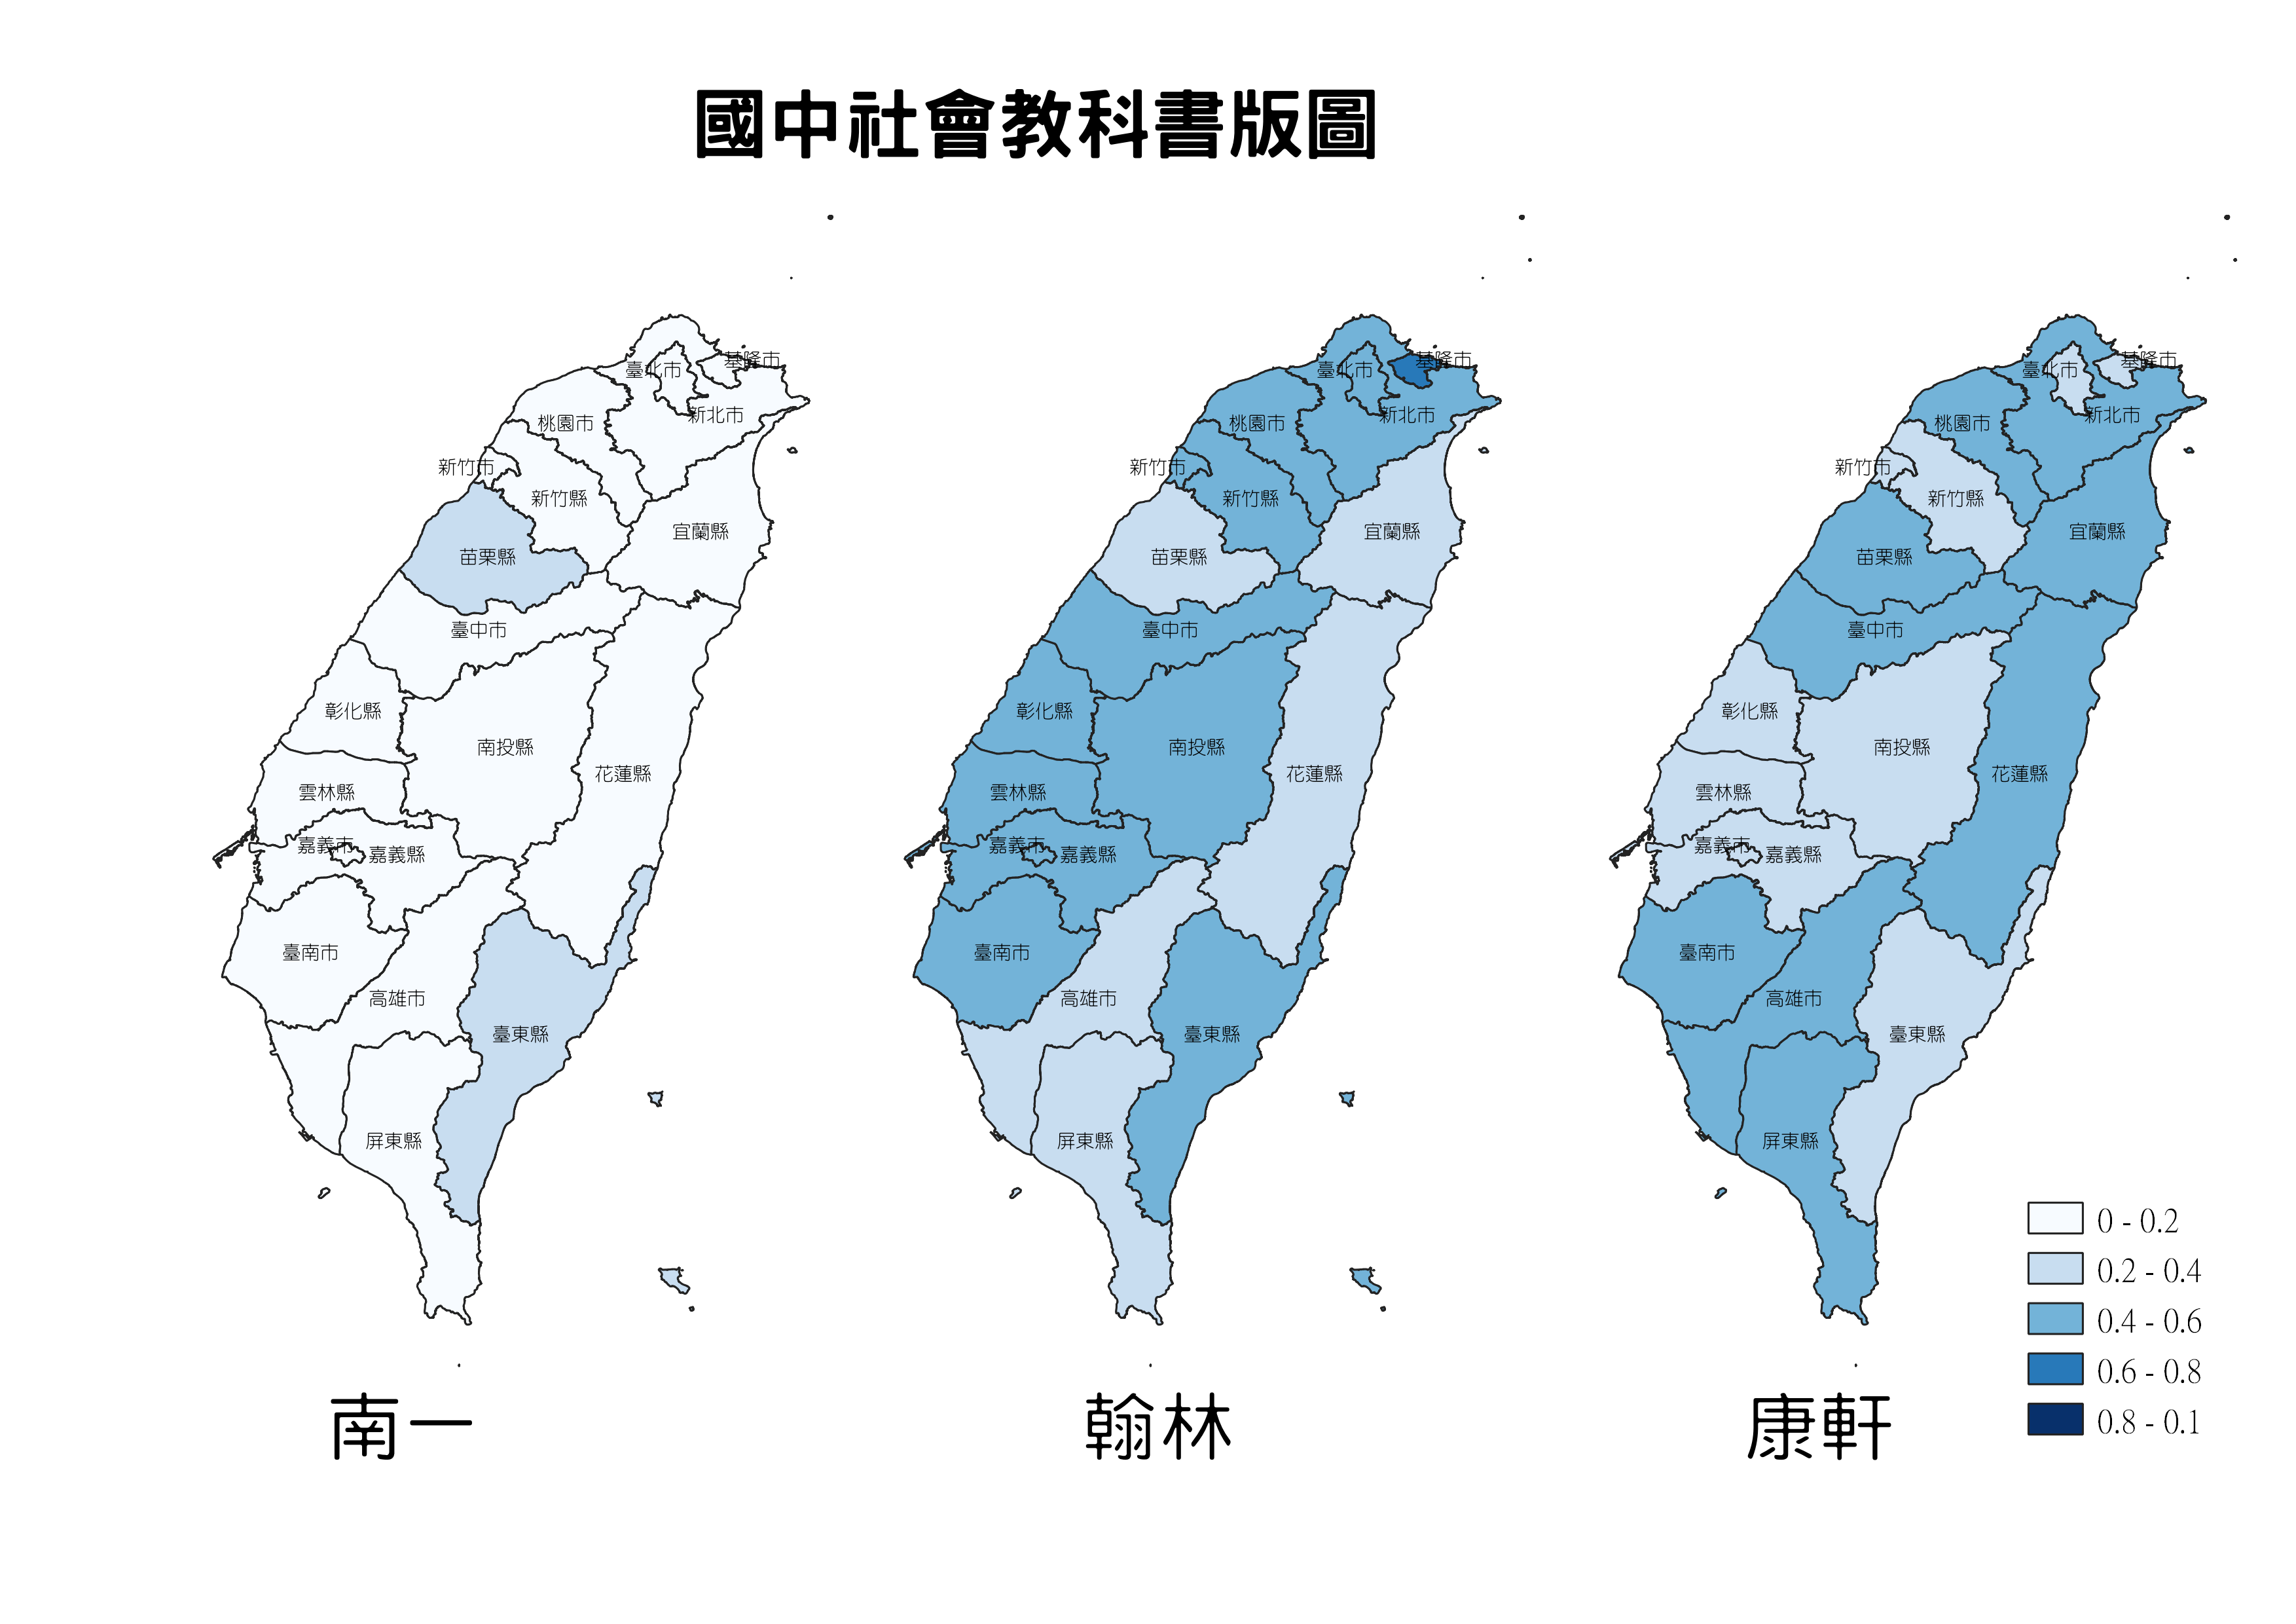 國中社會教科書版圖
基隆市
臺北市
新北市
桃園市
新竹市
新竹縣
宜蘭縣
苗栗縣
臺中市
彰化縣
南投縣
花蓮縣
雲林縣
嘉義市
嘉義縣
臺南市
高雄市
臺東縣
屏東縣
南一
基隆市
臺北市
新北市
桃園市
新竹市
新竹縣
宜蘭縣
苗栗縣
臺中市
彰化縣
南投縣
花蓮縣
雲林縣
嘉義市
嘉義縣
臺南市
高雄市
臺東縣
屏東縣
翰林
基隆市
臺北市
新北市
桃園市
新竹市
新竹縣
宜蘭縣
苗栗縣
臺中市
彰化縣
南投縣
花蓮縣
雲林縣
嘉義市
嘉義縣
臺南市
高雄市
臺東縣
屏東縣
康軒
0 - 0.2
0.2 - 0.4
0.4 - 0.6
0.6 - 0.8
0.8 - 0.1